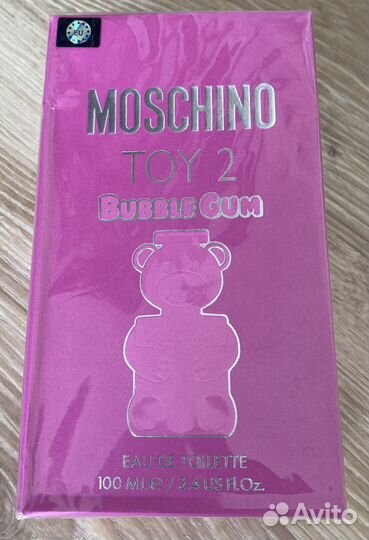 EU
MOSCHINO
TOY 2
BUBBLE GUM
EAU DE TOILETTE
100 ML ℮ / 3.4 US Fl.Oz.
Avito